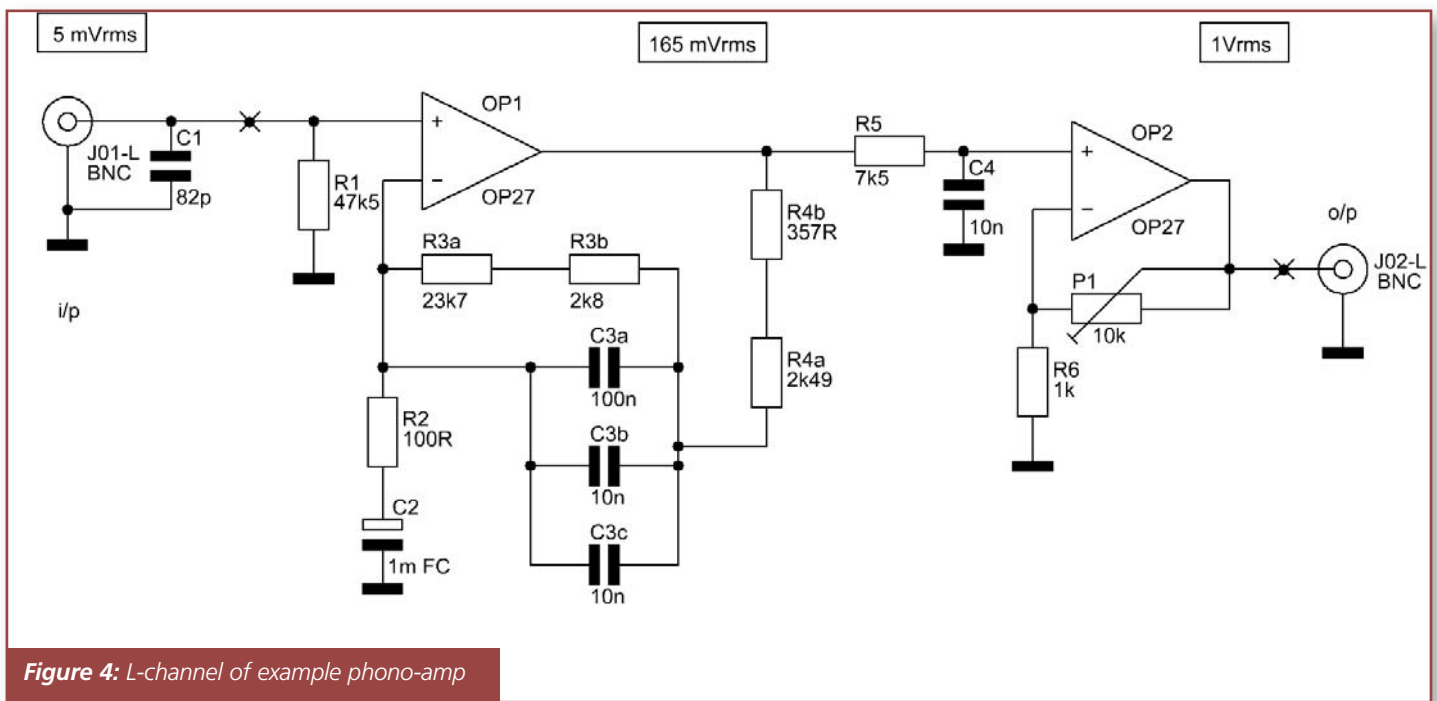 5 mVrms
165 mVrms
1Vrms
J01-L
BNC
C1
82p
i/p
R1
47k5
+
−
OP1
OP27
R3a
23k7
R3b
2k8
C3a
100n
C3b
10n
C3c
10n
R2
100R
C2
1m FC
R4b
357R
R4a
2k49
R5
7k5
C4
10n
+
−
OP2
OP27
P1
10k
R6
1k
o/p
J02-L
BNC
Figure 4: L-channel of example phono-amp